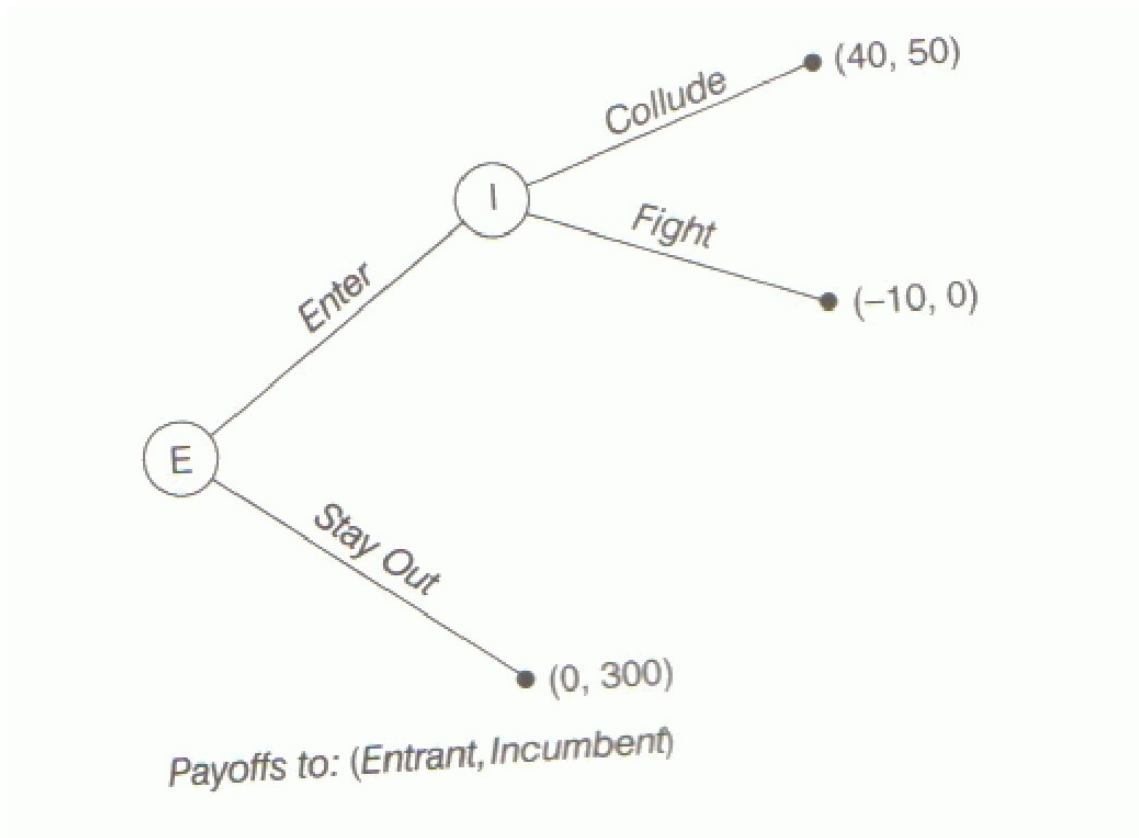 Collude
(40, 50)
I
Fight
(–10, 0)
Enter
E
Stay Out
(0, 300)
Payoffs to: (Entrant, Incumbent)